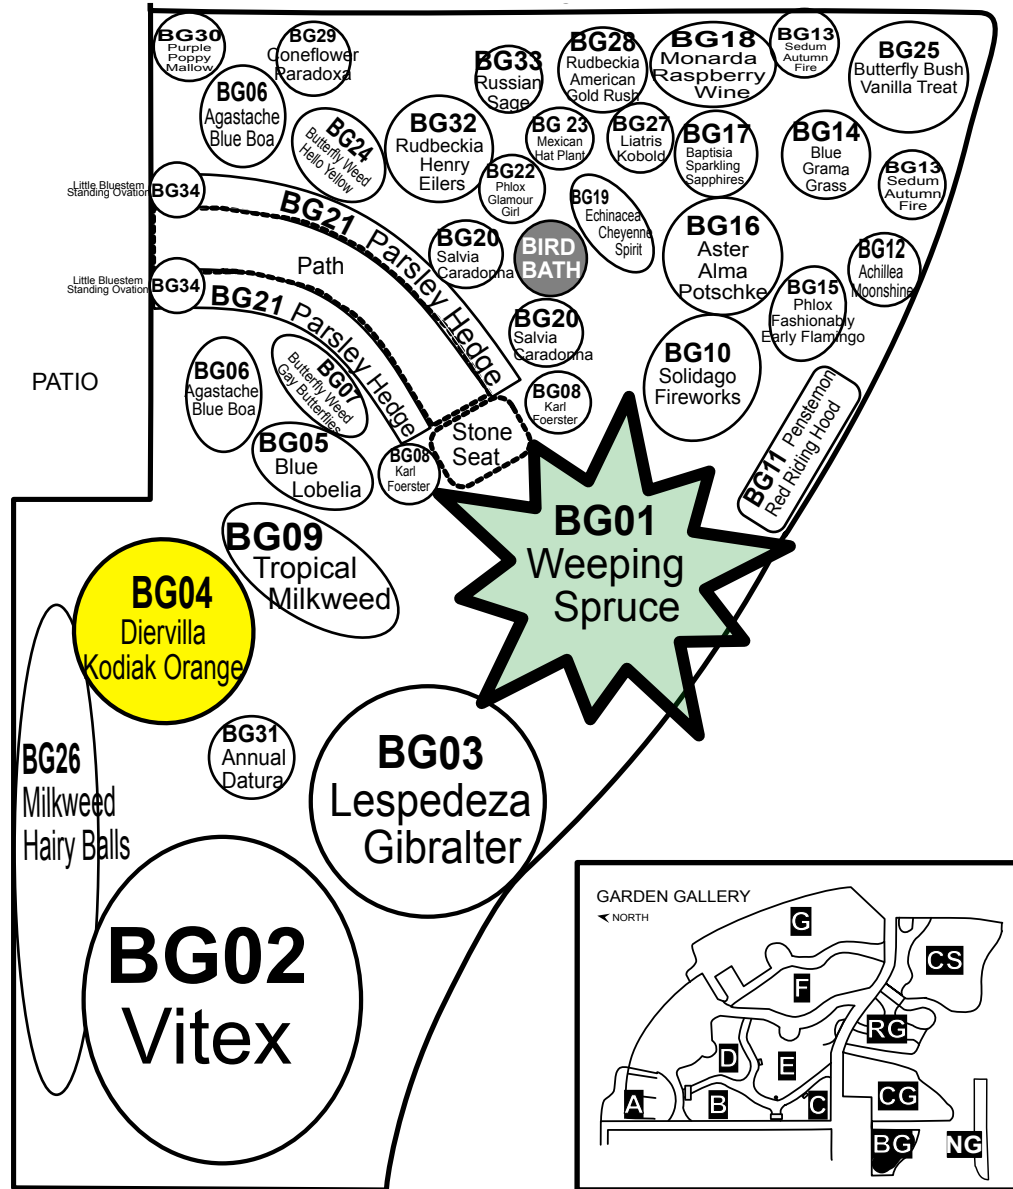 BG30
Purple
Poppy
Mallow
BG29
Coneflower
Paradoxa
BG33
Russian
Sage
BG28
Rudbeckia
American
Gold Rush
BG18
Monarda
Raspberry
Wine
BG13
Sedum
Autumn
Fire
BG25
Butterfly Bush
Vanilla Treat
BG06
Agastache
Blue Boa
BG24
Butterfly Weed
Hello Yellow
BG32
Rudbeckia
Henry
Eilers
BG 23
Mexican
Hat Plant
BG27
Liatris
Kobold
BG17
Baptisia
Sparkling
Sapphires
BG14
Blue
Grama
Grass
BG13
Sedum
Autumn
Fire
BG22
Phlox
Glamour
Girl
BG19
Echinacea
Cheyenne
Spirit
Little Bluestem
Standing Ovation
BG34
BG21 Parsley Hedge
BG20
Salvia
Caradonna
BIRD
BATH
BG16
Aster
Alma
Potschke
BG12
Achillea
Moonshine
Path
Little Bluestem
Standing Ovation
BG34
BG21 Parsley Hedge
BG20
Salvia
Caradonna
BG15
Phlox
Fashionably
Early Flamingo
PATIO
BG06
Agastache
Blue Boa
BG07
Butterfly Weed
Gay Butterflies
BG10
Solidago
Fireworks
BG08
Karl
Foerster
BG11 Penstemon
Red Riding Hood
BG05
Blue
Lobelia
BG08
Karl
Foerster
Stone
Seat
BG09
Tropical
Milkweed
BG01
Weeping
Spruce
BG04
Diervilla
Kodiak Orange
BG31
Annual
Datura
BG03
Lespedeza
Gibralter
BG26
Milkweed
Hairy Balls
BG02
Vitex
GARDEN GALLERY
NORTH
G
CS
F
RG
D
E
A
B
C
CG
BG
NG